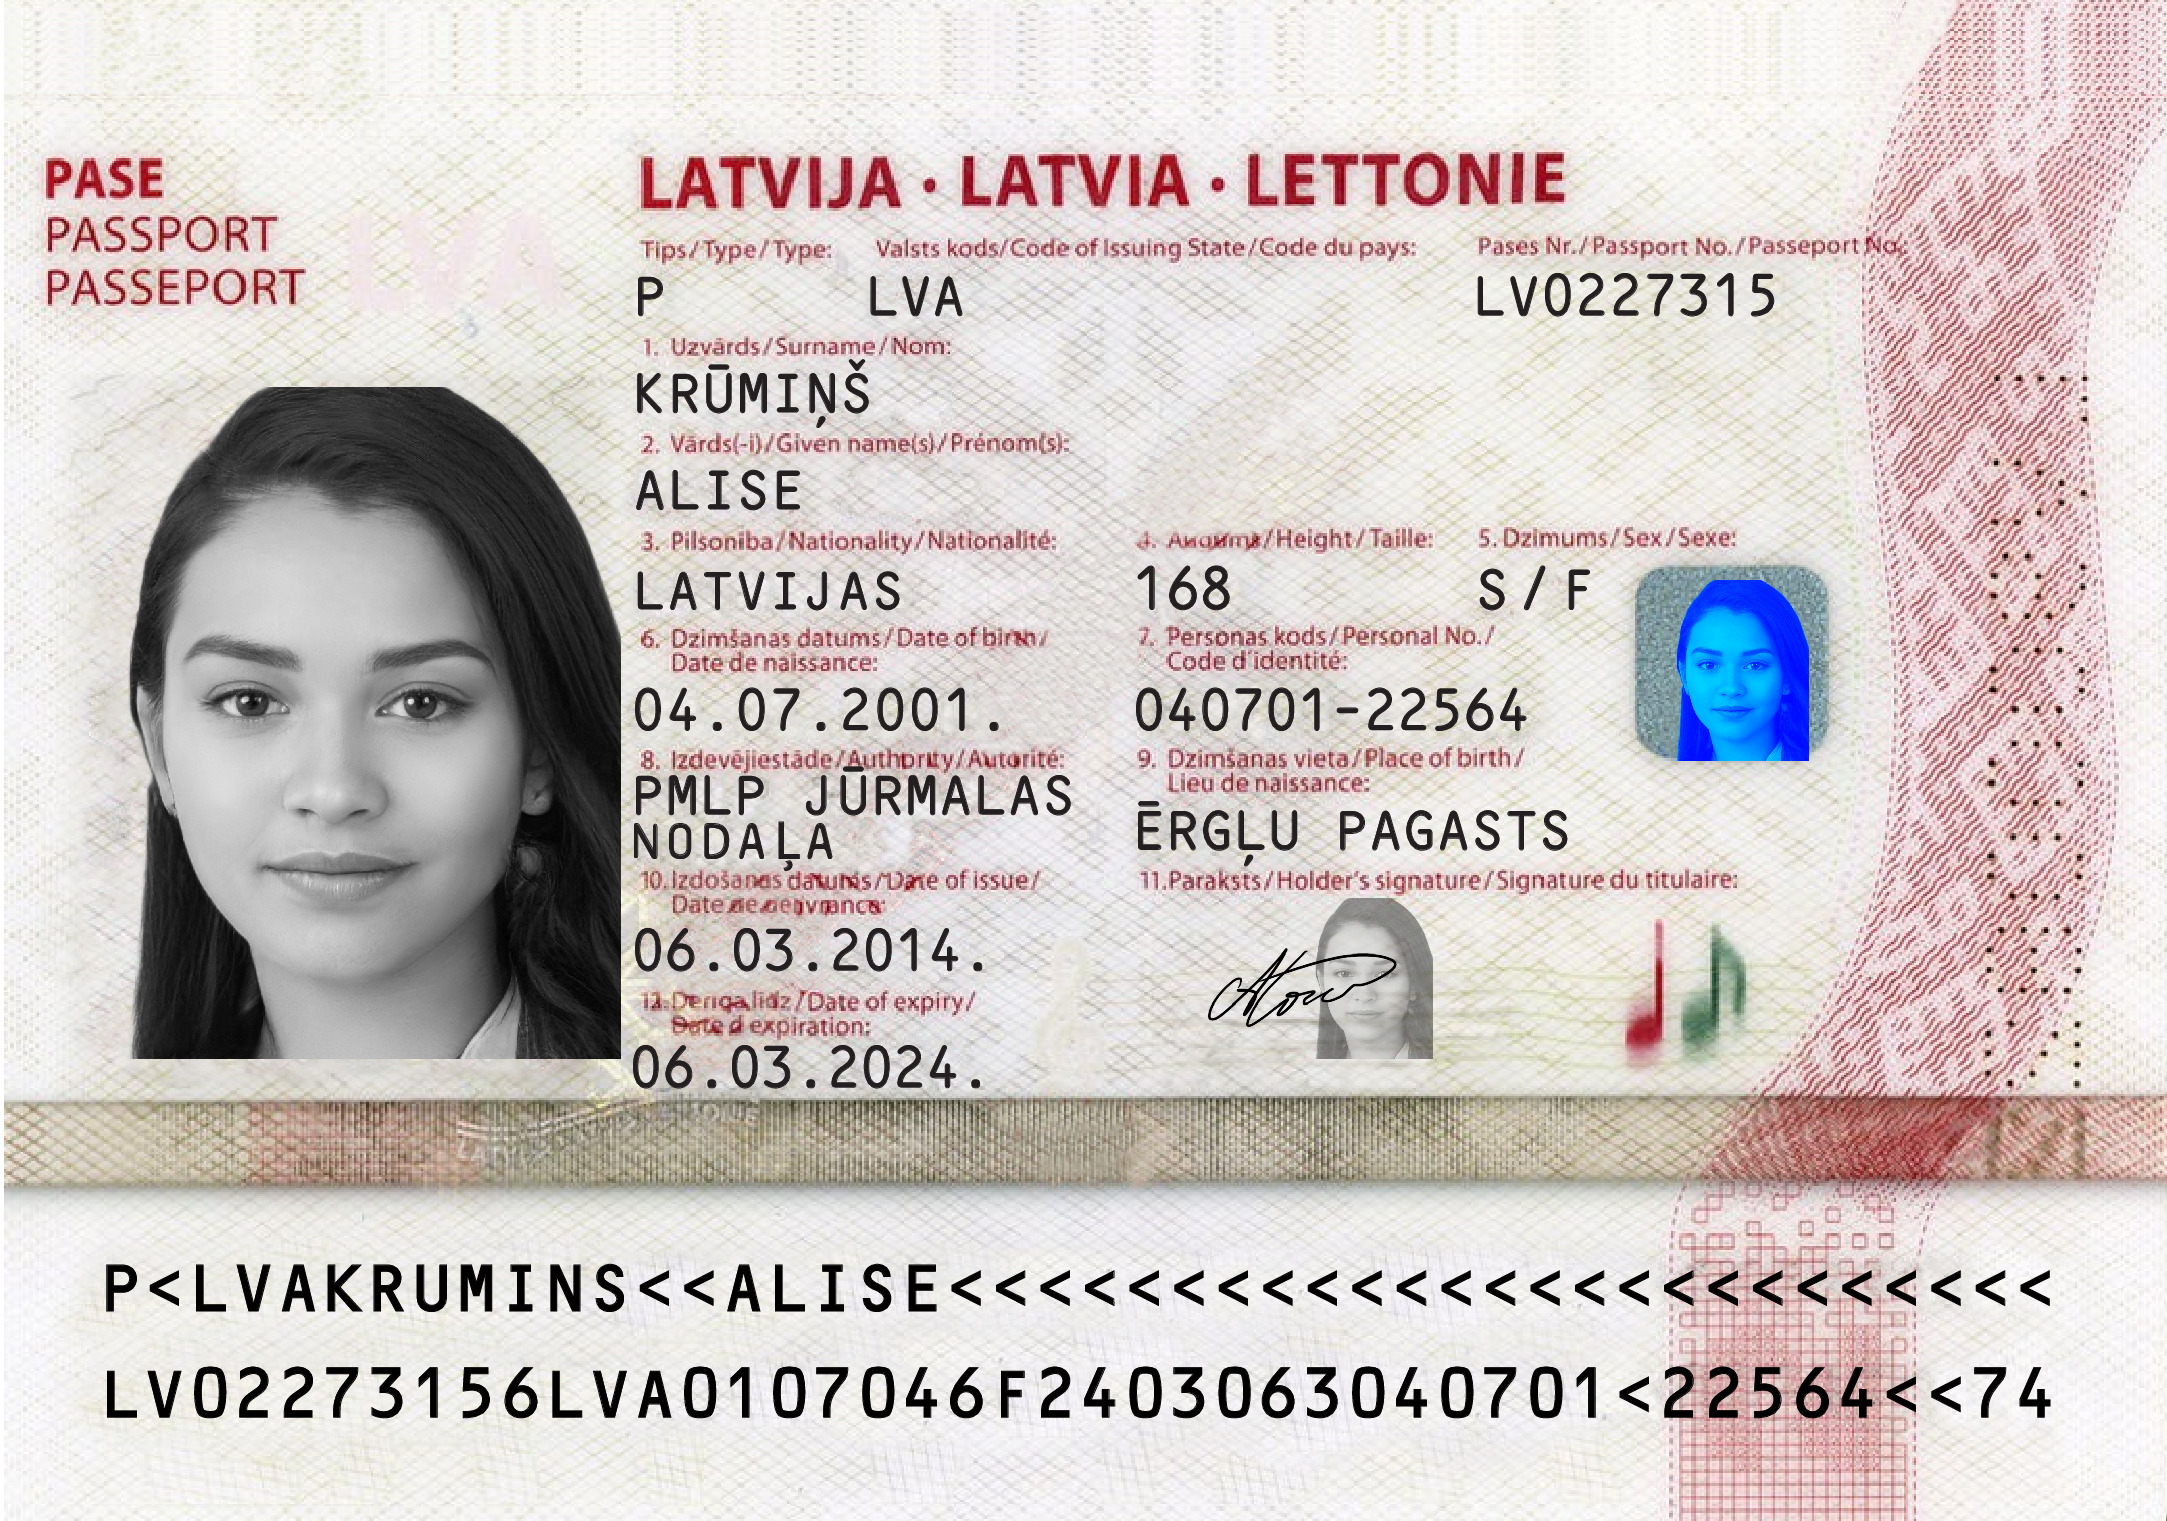 PASE
PASSPORT
PASSEPORT
LVA
LATVIJA · LATVIA · LETTONIE
Tips/Type/Type: Valsts kods/Code of Issuing State/Code du pays: Pases Nr./Passport No./Passeport No.:
P LVA LV0227315
1. Uzvārds/Surname/Nom:
KRŪMIŅŠ
2. Vārds(-i)/Given name(s)/Prénom(s):
ALISE
3. Pilsonība/Nationality/Nationalité: 4. Augums/Height/Taille: 5. Dzimums/Sex/Sexe:
LATVIJAS 168 S/F
6. Dzimšanas datums/Date of birth/ 7. Personas kods/Personal No./
Date de naissance: Code d'identité:
04.07.2001. 040701-22564
8. Izdevējiestāde/Authority/Autorité: 9. Dzimšanas vieta/Place of birth/
Lieu de naissance:
PMLP JŪRMALAS
NODAĻA
ĒRGĻU PAGASTS
10. Izdošanas datums/Date of issue/ 11. Paraksts/Holder's signature/Signature du titulaire:
Date de
06.03.2014.
12. Derīga līdz/Date of expiry/
Date d expiration:
06.03.2024.
P<LVAKRUMINS<<ALISE<<<<<<<<<<<<<<<<<<<<<<<<<
LV02273156LVA0107046F2403063040701<22564<<74